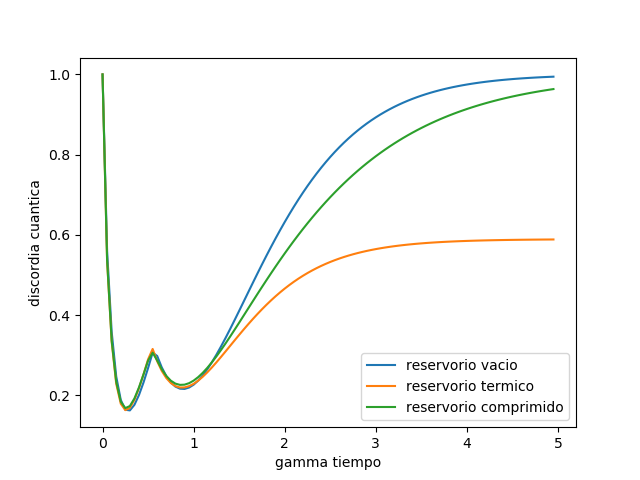 1.0
0.8
0.6
0.4
0.2
discordia cuantica
reservorio vacio
reservorio termico
reservorio comprimido
0 1 2 3 4 5
gamma tiempo